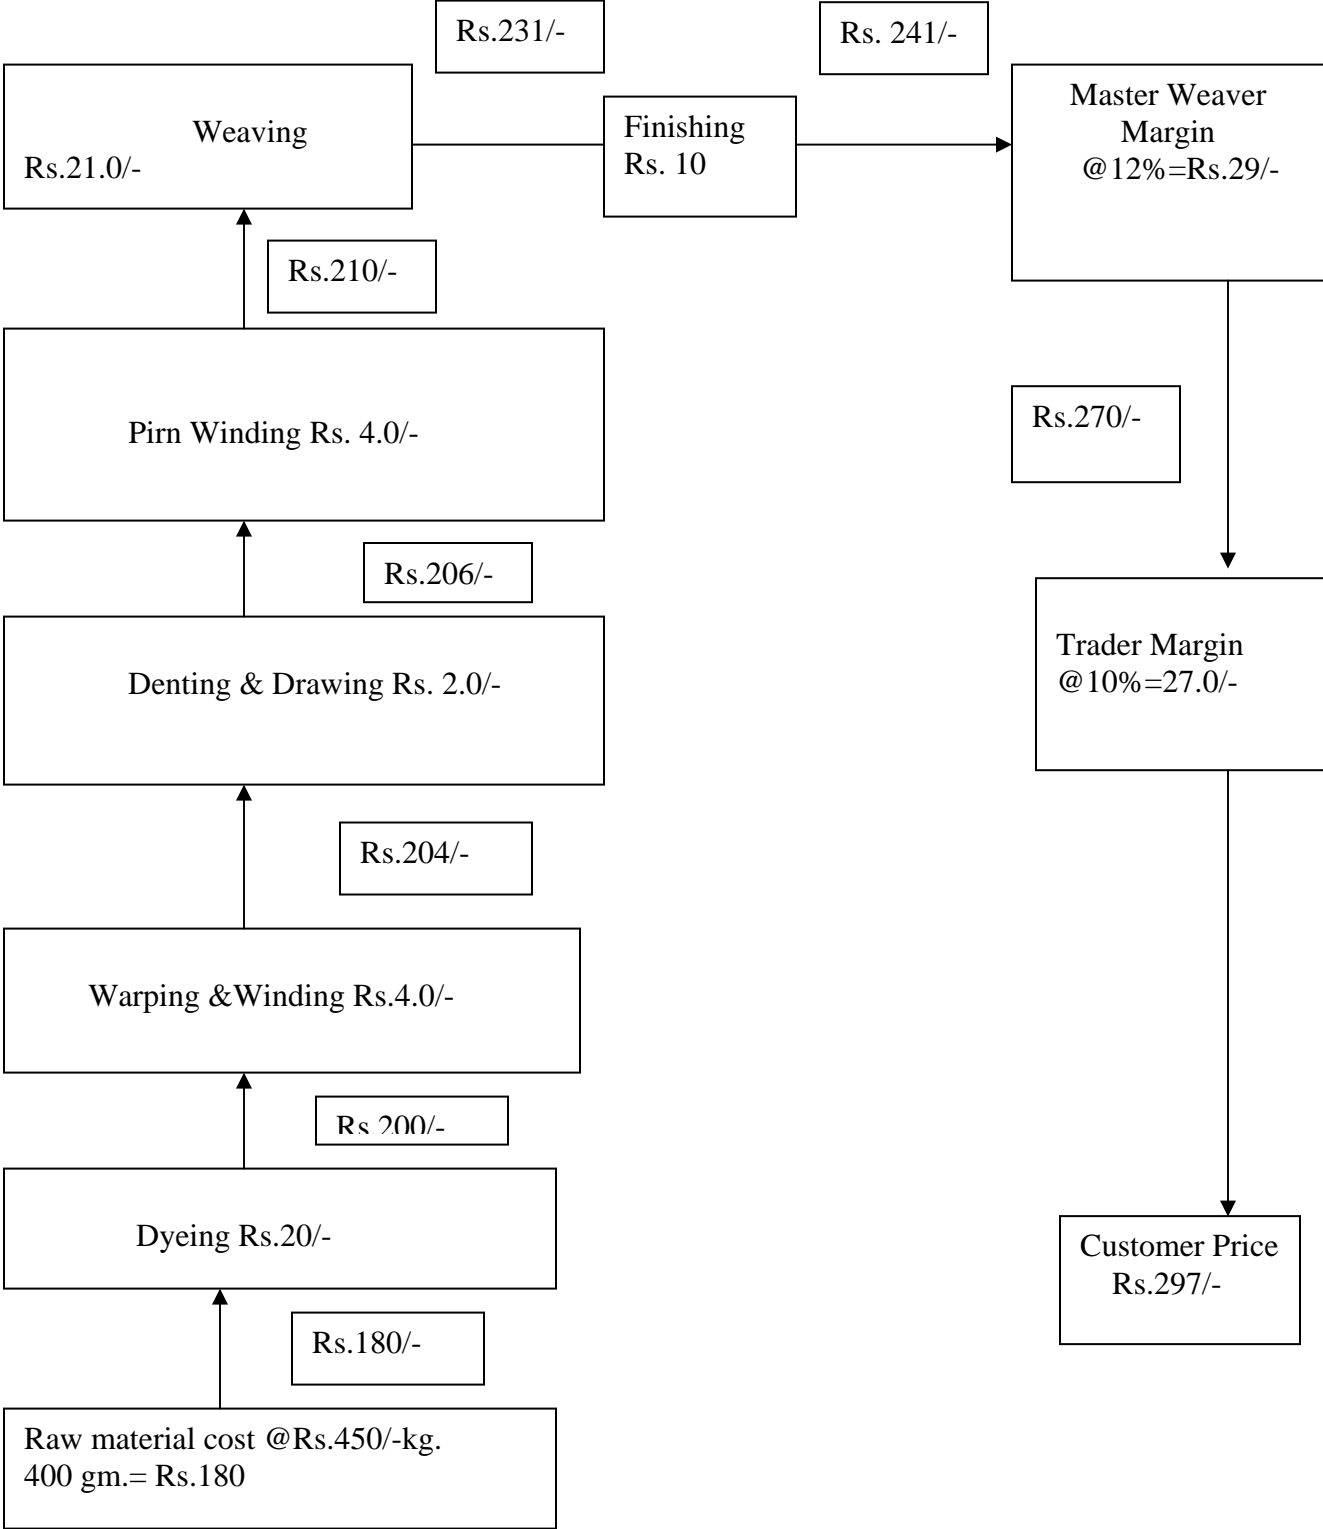 Rs.231/-
Rs. 241/-
Weaving
Rs.21.0/-
Finishing
Rs. 10
Master Weaver
Margin
@12%=Rs.29/-
Rs.210/-
Pirn Winding Rs. 4.0/-
Rs.270/-
Rs.206/-
Trader Margin
@10%=27.0/-
Denting & Drawing Rs. 2.0/-
Rs.204/-
Warping &Winding Rs.4.0/-
Rs.200/-
Dyeing Rs.20/-
Customer Price
Rs.297/-
Rs.180/-
Raw material cost @Rs.450/-kg.
400 gm.= Rs.180